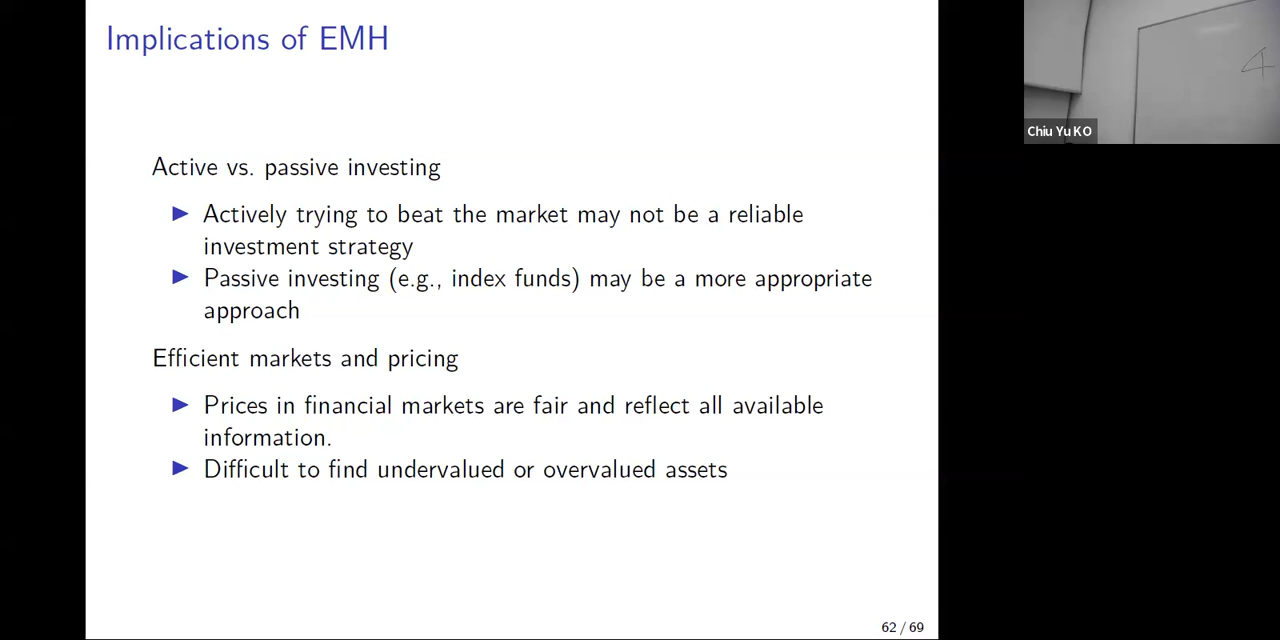 Implications of EMH
Active vs. passive investing
Actively trying to beat the market may not be a reliable
investment strategy
Passive investing (e.g., index funds) may be a more appropriate
approach
Efficient markets and pricing
Prices in financial markets are fair and reflect all available
information.
Difficult to find undervalued or overvalued assets
62 / 69
Chiu Yu KO
4